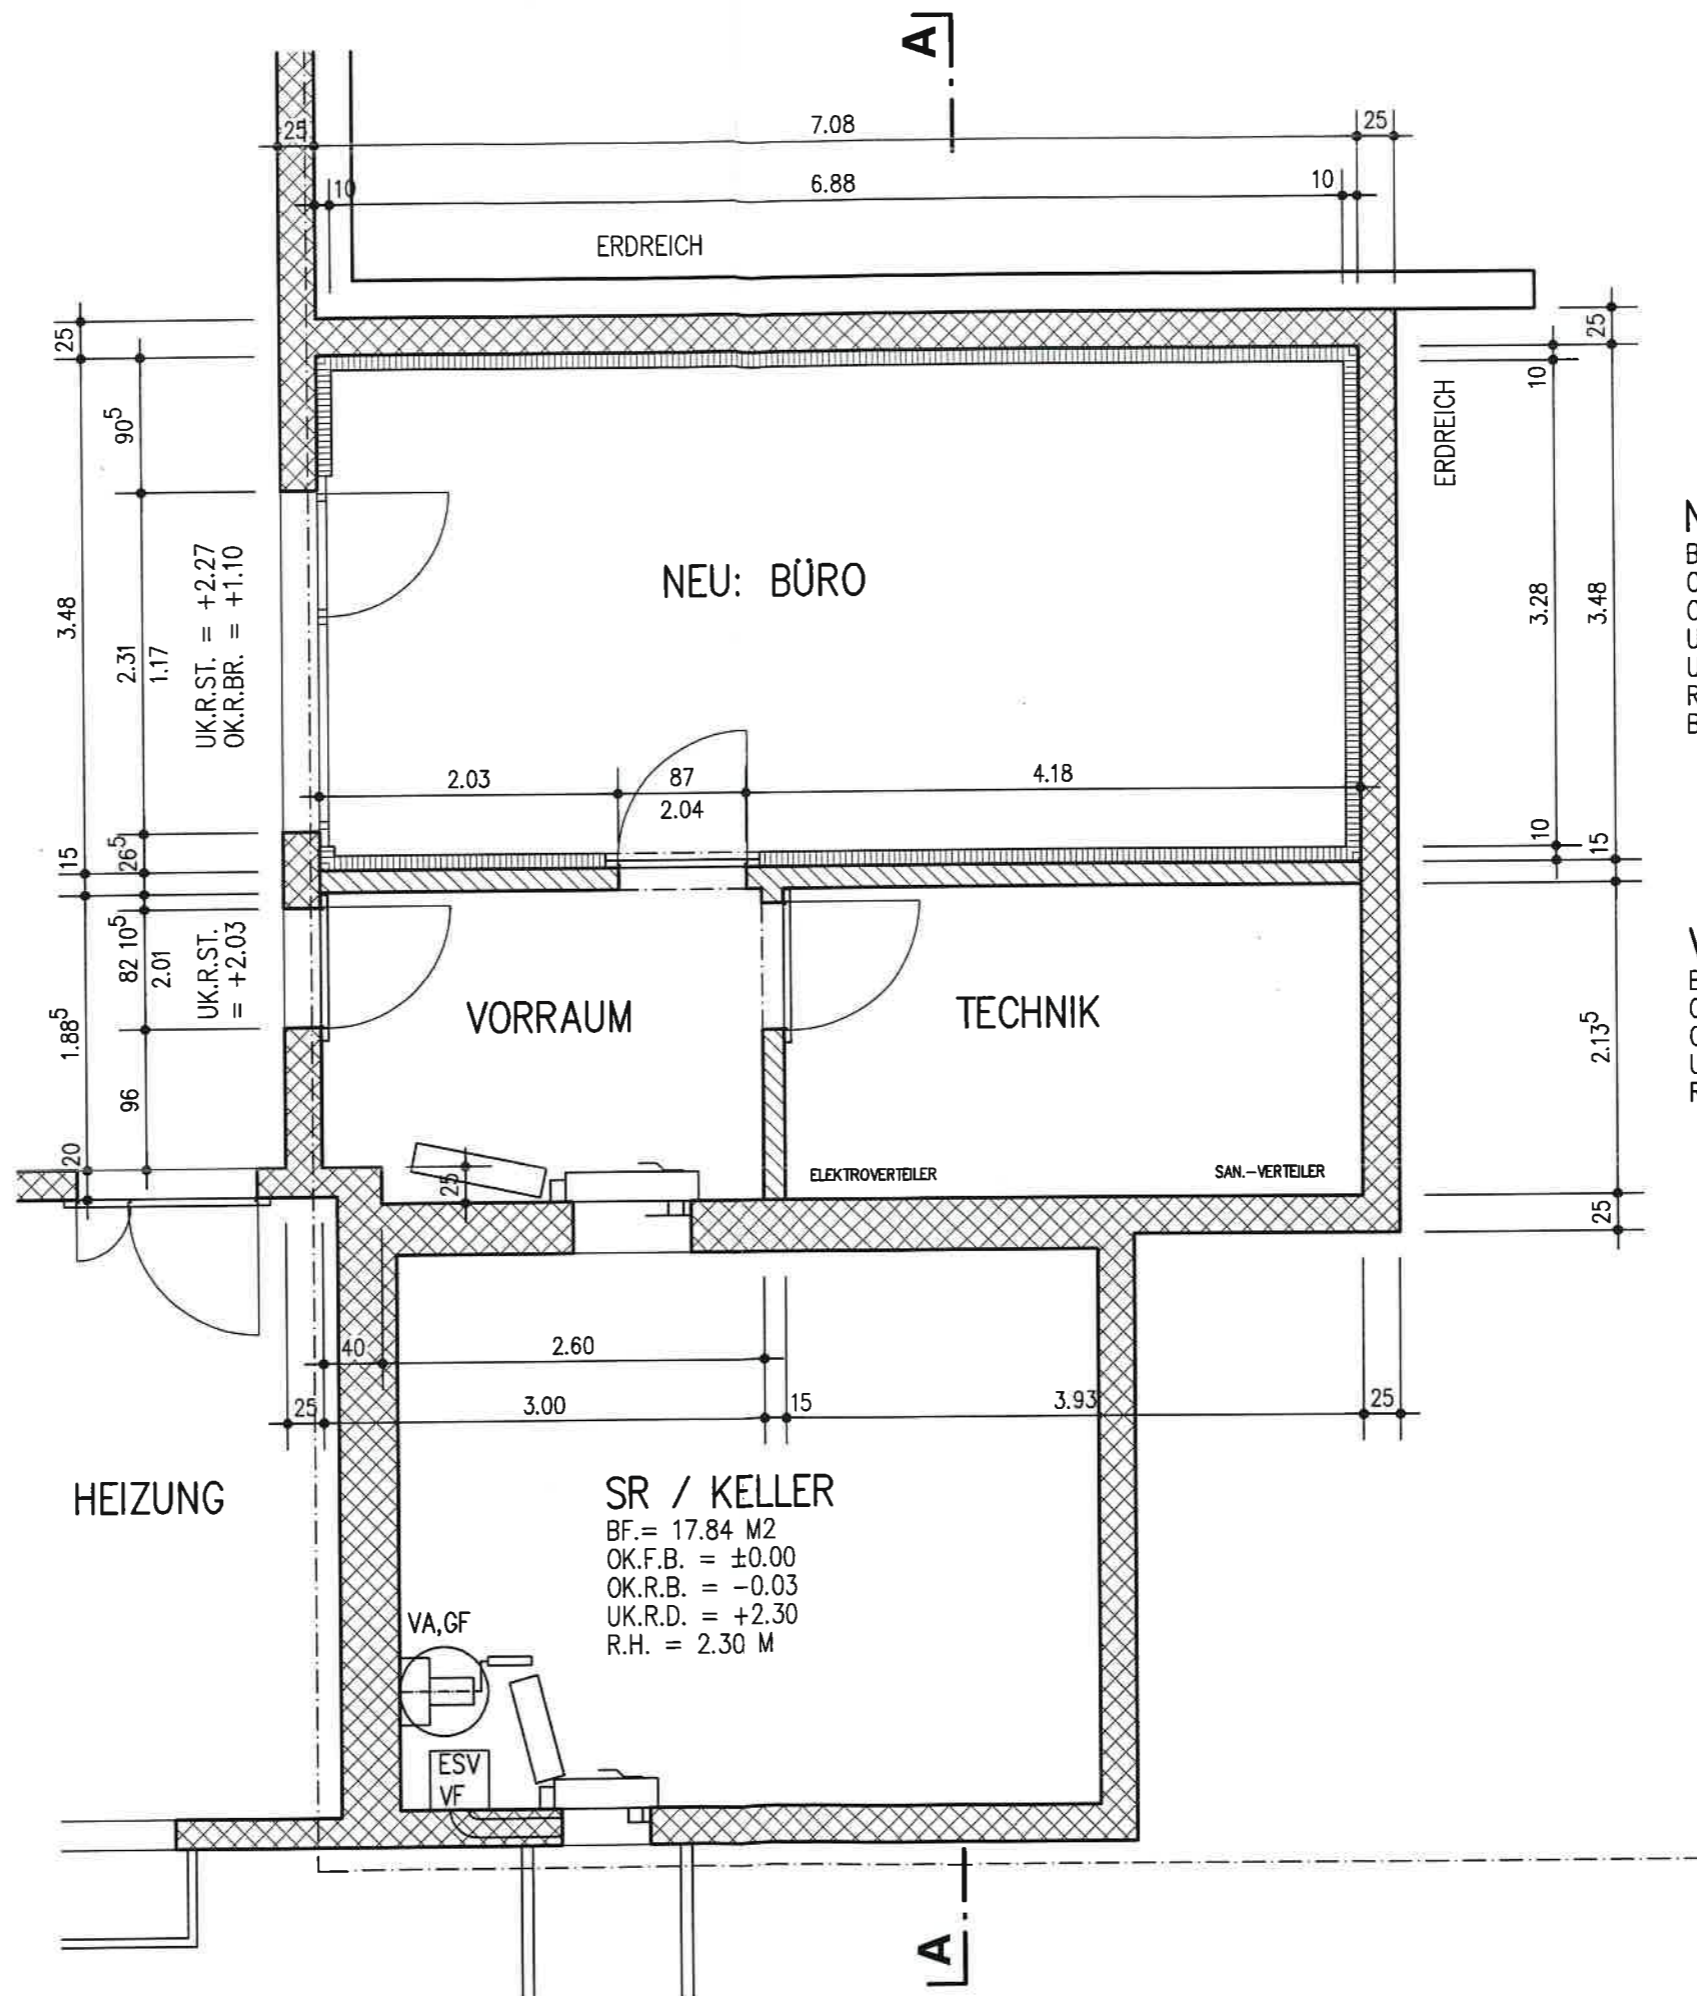 A
25
7.08
25
10
6.88
10
ERDREICH
25
25
90⁵
10
ERDREICH
3.48
2.31
1.17
UK.R.ST. = +2.27
OK.R.BR. = +1.10
NEU: BÜRO
3.28
3.48
2.03
87
2.04
4.18
15
26⁵
10
15
82
10⁵
2.01
UK.R.ST.
= +2.03
VORRAUM
TECHNIK
1.88⁵
2.13⁵
96
20
25
ELEKTROVERTEILER
SAN.-VERTEILER
25
40
2.60
25
3.00
15
3.93
25
HEIZUNG
SR / KELLER
BF.= 17.84 M2
OK.F.B. = ±0.00
OK.R.B. = -0.03
UK.R.D. = +2.30
R.H. = 2.30 M
VA,GF
ESV
VF
A